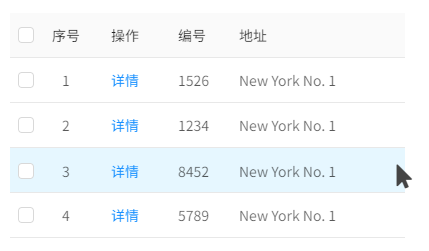 序号 操作 编号 地址
1 详情 1526 New York No. 1
2 详情 1234 New York No. 1
3 详情 8452 New York No. 1
4 详情 5789 New York No. 1